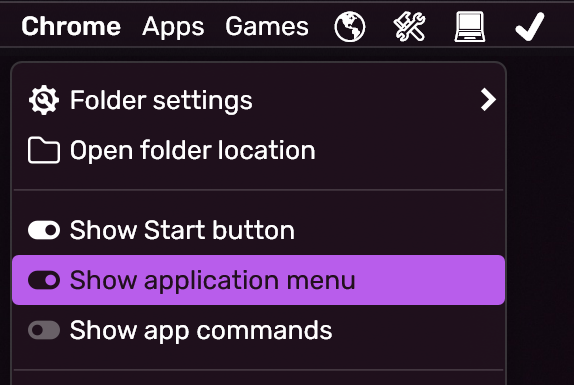 Chrome Apps Games
Folder settings
Open folder location
Show Start button
Show application menu
Show app commands